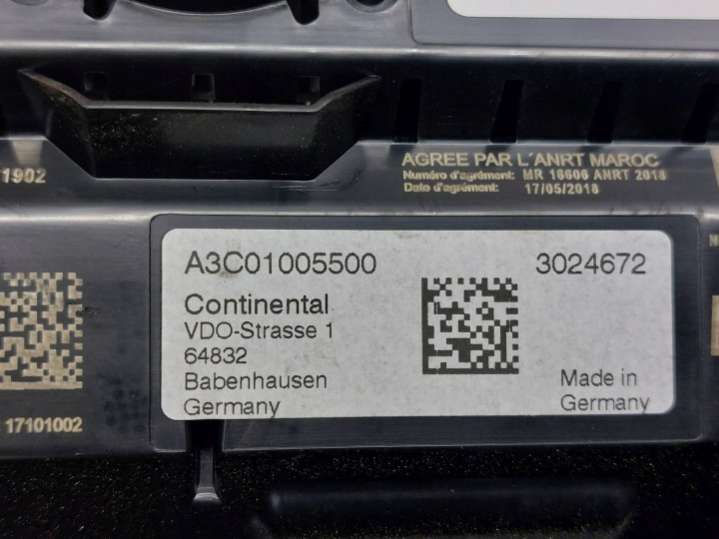 1902
AGREE PAR L'ANRT MAROC
Numéro d'agrément: MR 16606 ANRT 2018
Date d'agrément: 17/05/2018
A3C01005500 3024672
Continental
VDO-Strasse 1
64832
Babenhausen
Germany
Made in
Germany
17101002